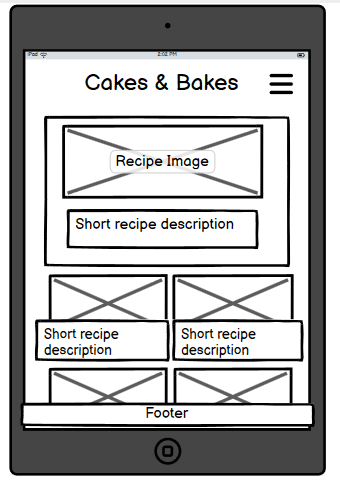 iPod 2:02 PM
Cakes & Bakes
Recipe Image
Short recipe description
Short recipe
description
Short recipe
description
Footer